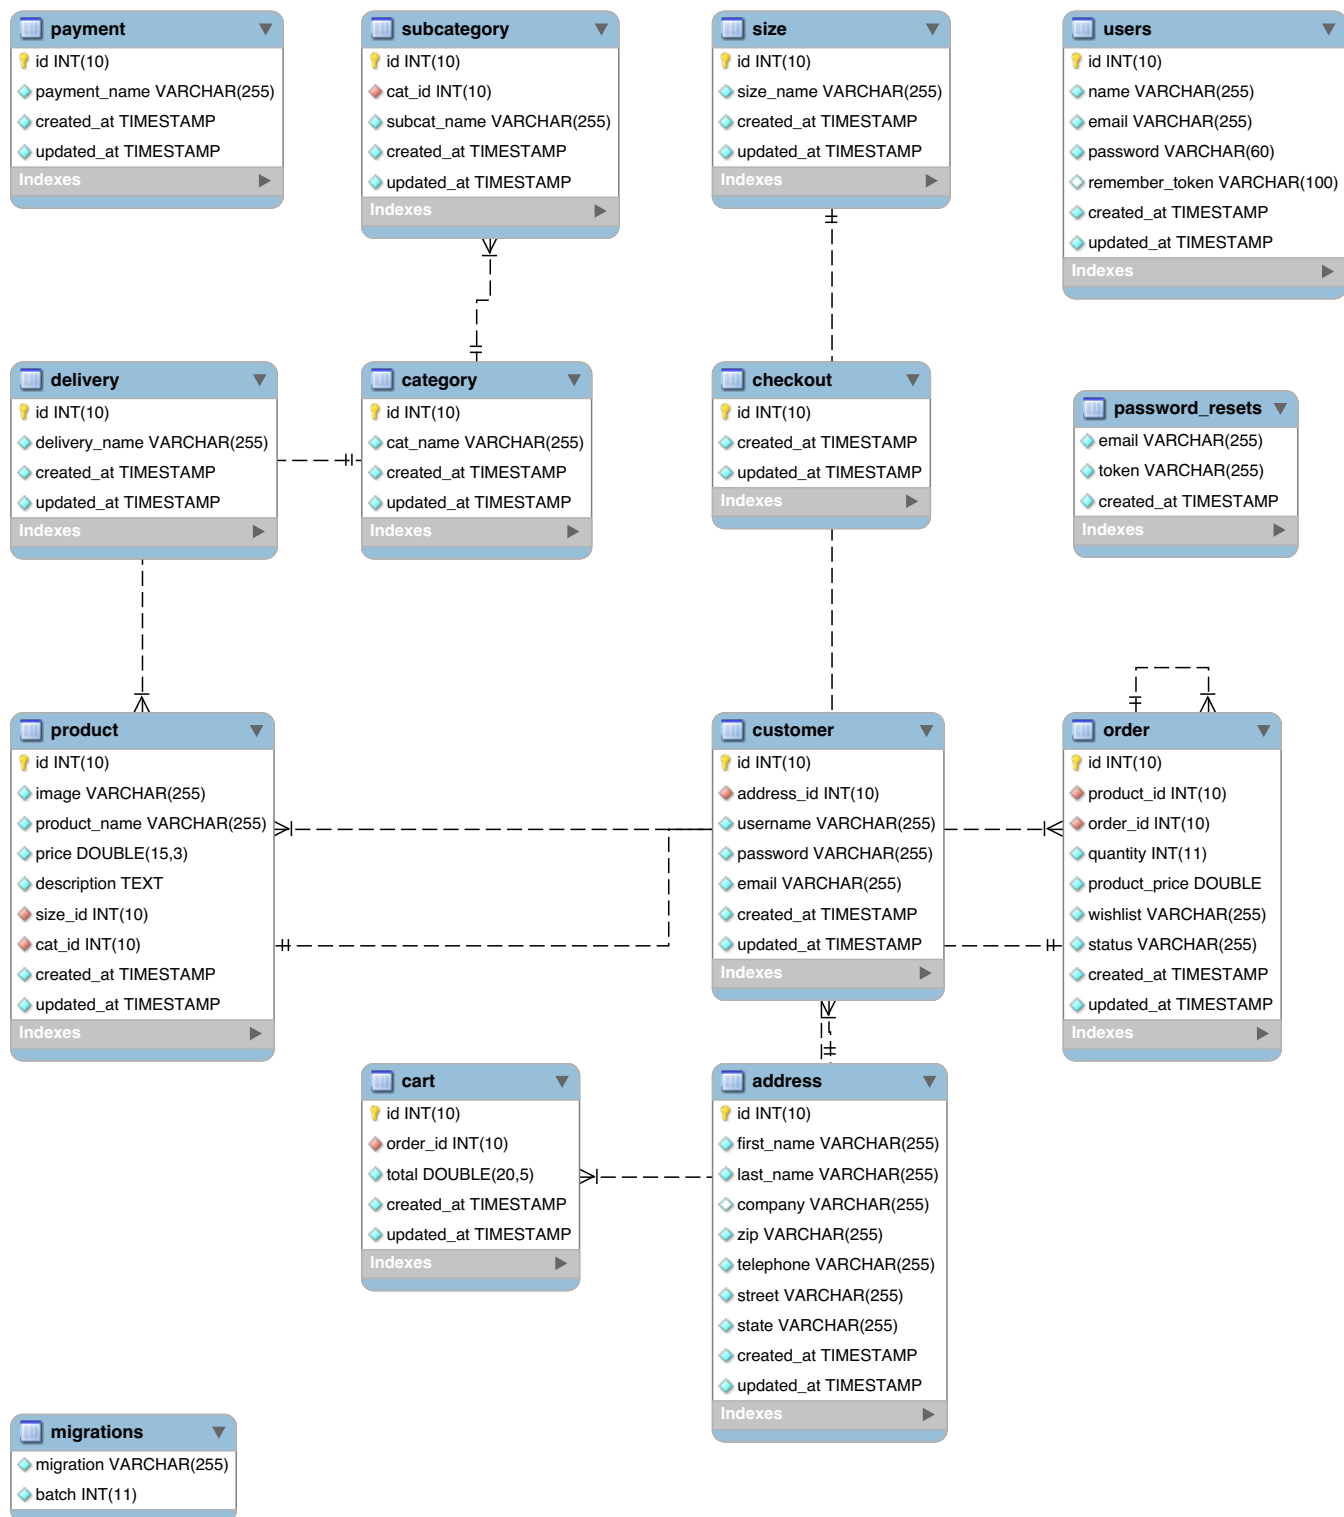 payment
id INT(10)
payment_name VARCHAR(255)
created_at TIMESTAMP
updated_at TIMESTAMP
Indexes
subcategory
id INT(10)
cat_id INT(10)
subcat_name VARCHAR(255)
created_at TIMESTAMP
updated_at TIMESTAMP
Indexes
size
id INT(10)
size_name VARCHAR(255)
created_at TIMESTAMP
updated_at TIMESTAMP
Indexes
users
id INT(10)
name VARCHAR(255)
email VARCHAR(255)
password VARCHAR(60)
remember_token VARCHAR(100)
created_at TIMESTAMP
updated_at TIMESTAMP
Indexes
delivery
id INT(10)
delivery_name VARCHAR(255)
created_at TIMESTAMP
updated_at TIMESTAMP
Indexes
category
id INT(10)
cat_name VARCHAR(255)
created_at TIMESTAMP
updated_at TIMESTAMP
Indexes
checkout
id INT(10)
created_at TIMESTAMP
updated_at TIMESTAMP
Indexes
password_resets
email VARCHAR(255)
token VARCHAR(255)
created_at TIMESTAMP
Indexes
product
id INT(10)
image VARCHAR(255)
product_name VARCHAR(255)
price DOUBLE(15,3)
description TEXT
size_id INT(10)
cat_id INT(10)
created_at TIMESTAMP
updated_at TIMESTAMP
Indexes
customer
id INT(10)
address_id INT(10)
username VARCHAR(255)
password VARCHAR(255)
email VARCHAR(255)
created_at TIMESTAMP
updated_at TIMESTAMP
Indexes
order
id INT(10)
product_id INT(10)
order_id INT(10)
quantity INT(11)
product_price DOUBLE
wishlist VARCHAR(255)
status VARCHAR(255)
created_at TIMESTAMP
updated_at TIMESTAMP
Indexes
cart
id INT(10)
order_id INT(10)
total DOUBLE(20,5)
created_at TIMESTAMP
updated_at TIMESTAMP
Indexes
address
id INT(10)
first_name VARCHAR(255)
last_name VARCHAR(255)
company VARCHAR(255)
zip VARCHAR(255)
telephone VARCHAR(255)
street VARCHAR(255)
state VARCHAR(255)
created_at TIMESTAMP
updated_at TIMESTAMP
Indexes
migrations
migration VARCHAR(255)
batch INT(11)